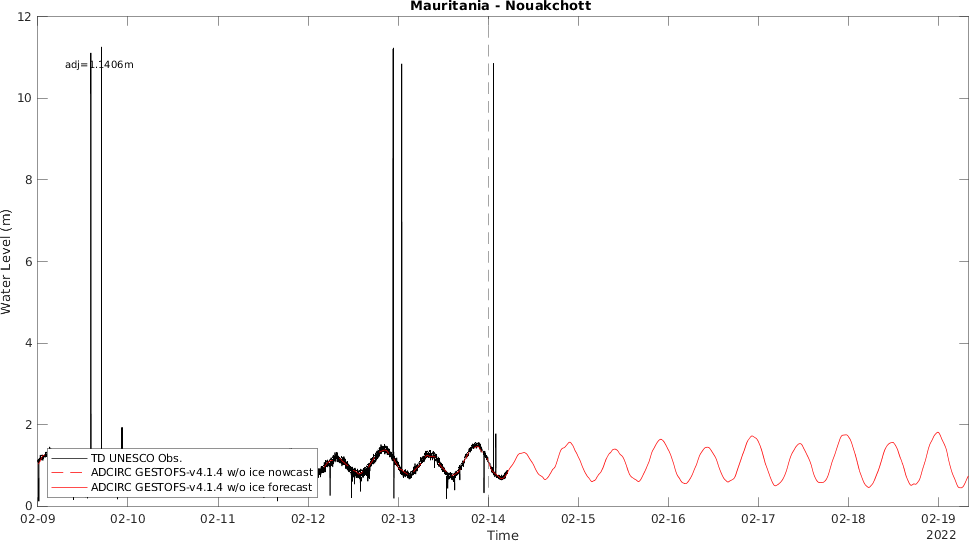 Mauritania - Nouakchott
12
adj=1.1406m
10
8
6
4
2
0
Water Level (m)
TD UNESCO Obs.
ADCIRC GESTOFS-v4.1.4 w/o ice nowcast
ADCIRC GESTOFS-v4.1.4 w/o ice forecast
02-09 02-10 02-11 02-12 02-13 02-14 02-15 02-16 02-17 02-18 02-19
Time 2022